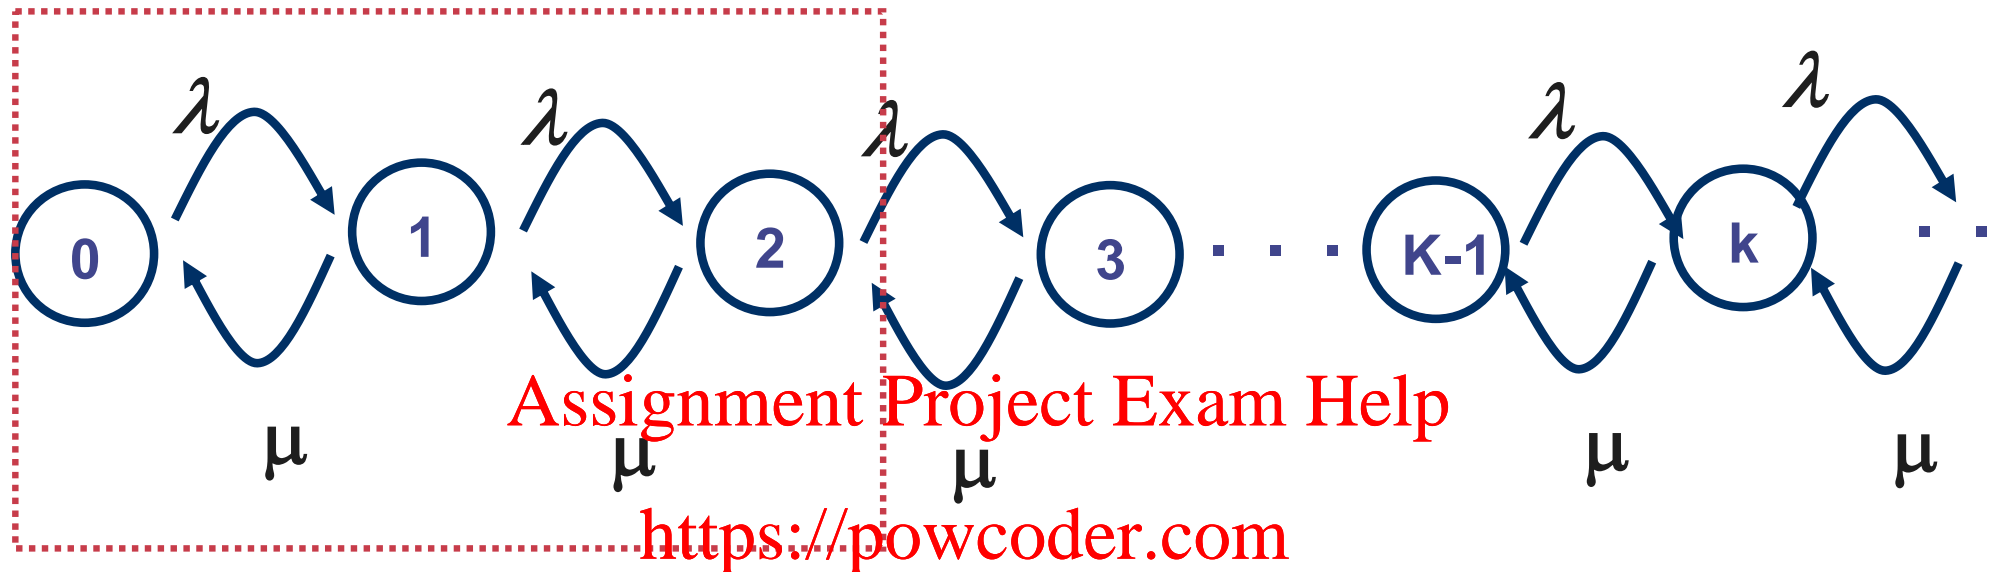 λ λ λ λ λ
0 1 2 3 . . . K-1 k . .
Assignment Project Exam Help
μ μ μ μ μ
https://powcoder.com